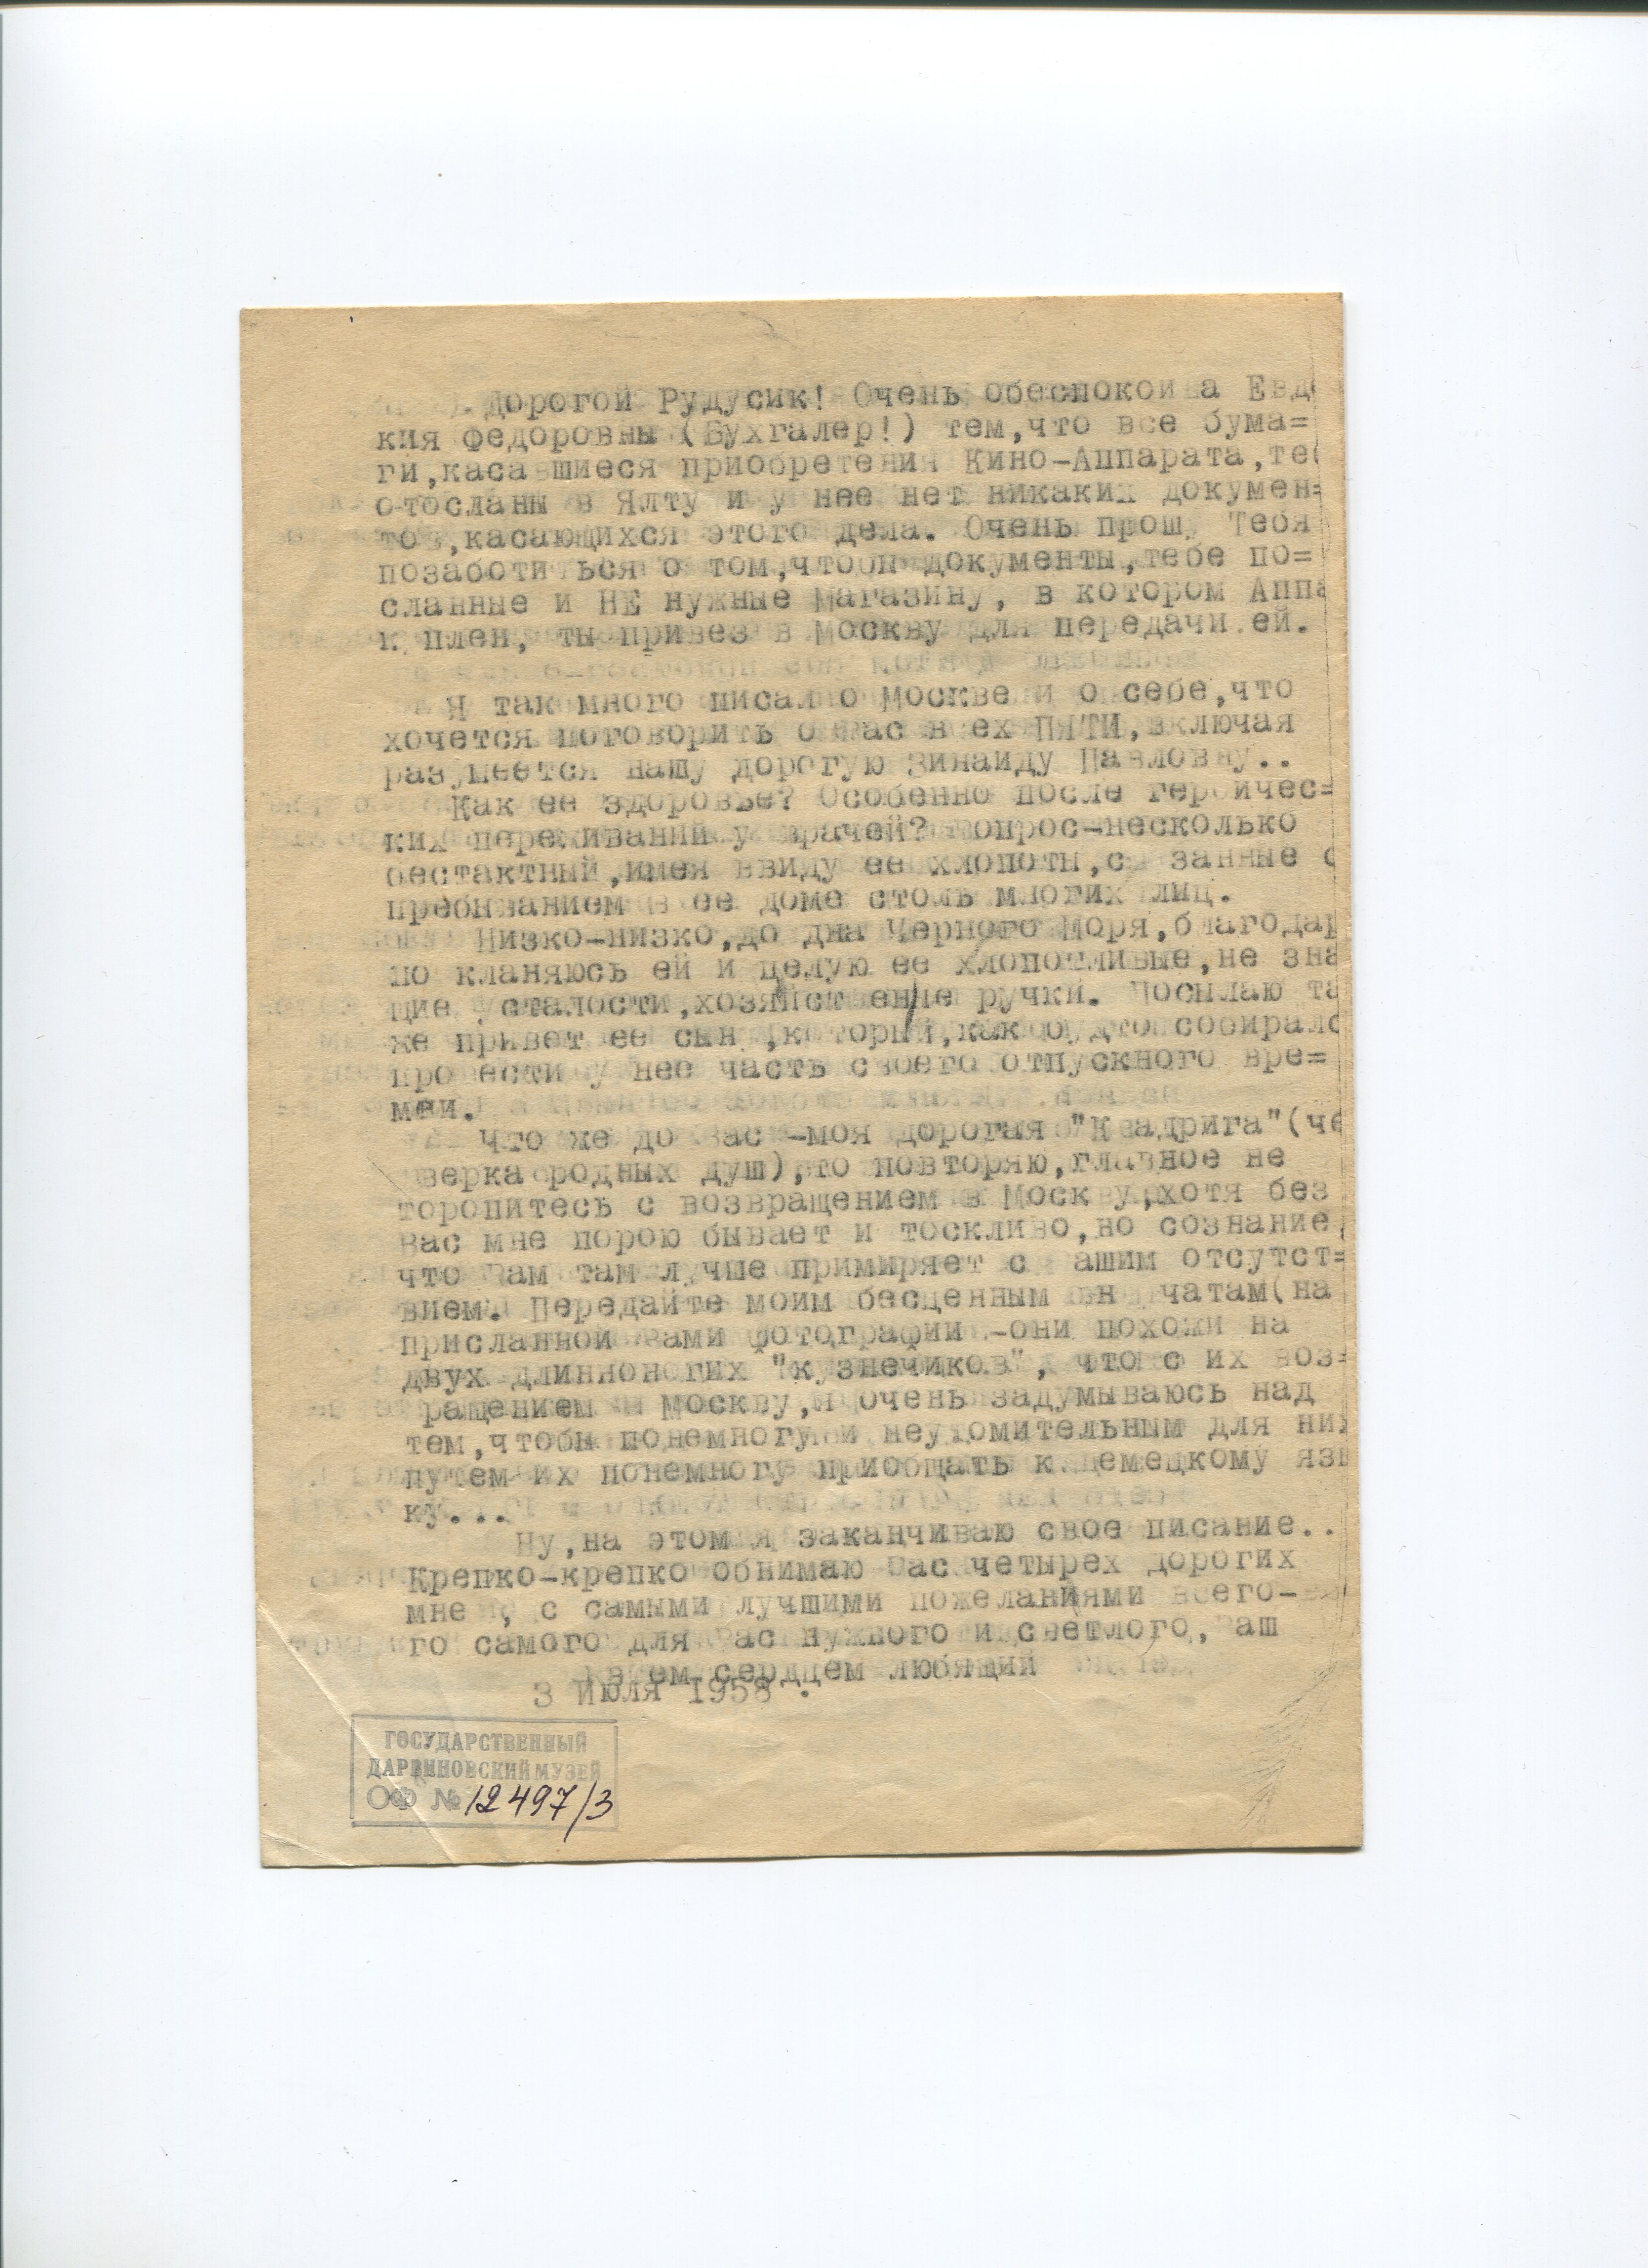 Дорогой Рудусик! Очень обеспокои а Евдо
кия Федоровны (Бухгалер!) тем,что все бума=
ги,касавшиеся приобретения Кино-Аппарата,теб
отосланы в Ялту и у нее нет никаких докумен=
тов,касающихся этого дела. Очень прошу Тебя
позаботиться о том,чтобы документы,тебе по=
сланные и НЕ нужные Магазину, в котором Аппа
куплен, ты привез в Москву для передачи ей.
Я так много писал о Москве и о себе,что
хочется поговорить о Вас всех ПЯТИ,включая
разумеется нашу дорогую Зинаиду Павловну..
Как ее здоровье? Особенно после героичес=
ких переживаний у врачей? Вопрос-несколько
бестактный,имея ввиду ее хлопоты,связанные с
пребыванием в ее доме столь многих лиц.
Низко-низко,до дна Черного Моря,благодар
но кланяюсь ей и целую ее хлопотливые,не зна
щие усталости,хозяйственные ручки. Посылаю та
же привет ее сыну,который,как будто собирало
провести у нее часть своего отпускного вре=
мени.
Что же до Вас -моя дорогая "Квадрига"(че
верка родных душ),то повторяю,главное не
торопитесь с возвращением в Москву,хотя без
Вас мне порою бывает и тоскливо,но сознание,
что Вам там лучше примиряет с Вашим отсутст=
вием. Передайте моим бесценным внучатам(на
присланной Вами фотографии -они похожи на
двух длинноногих "кузнечиков", что с их воз=
вращением в Москву,я очень задумываюсь над
тем,чтобы понемногу и неутомительным для них
путем их понемногу приобщать к немецкому язы
ку...
Ну,на этом я заканчиваю свое писание..
Крепко-крепко обнимаю Вас четырех дорогих
мне , с самыми лучшими пожеланиями всего-
го самого для Вас нужного и светлого, Ваш
всем сердцем любящий
3 Июля 1958 .
ГОСУДАРСТВЕННЫЙ
ДАРВИНОВСКИЙ МУЗЕЙ
ОФ № 12497/3